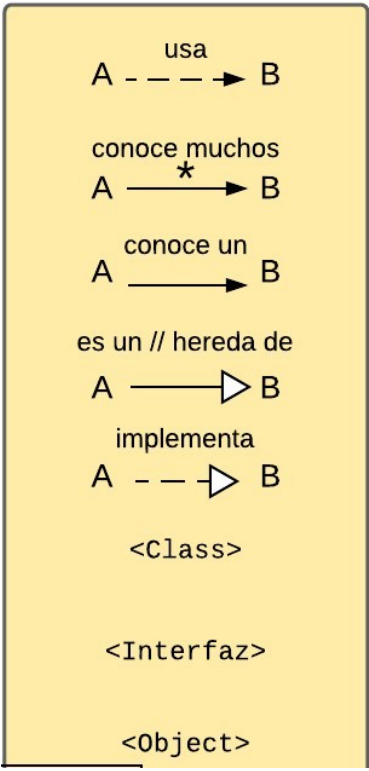 usa
A B
conoce muchos
*
A B
conoce un
A B
es un // hereda de
A B
implementa
A B
<Class>
<Interfaz>
<Object>